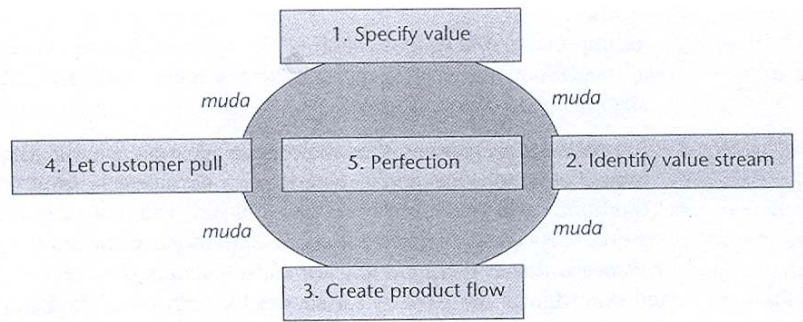 1. Specify value
muda
muda
4. Let customer pull
5. Perfection
2. Identify value stream
muda
muda
3. Create product flow